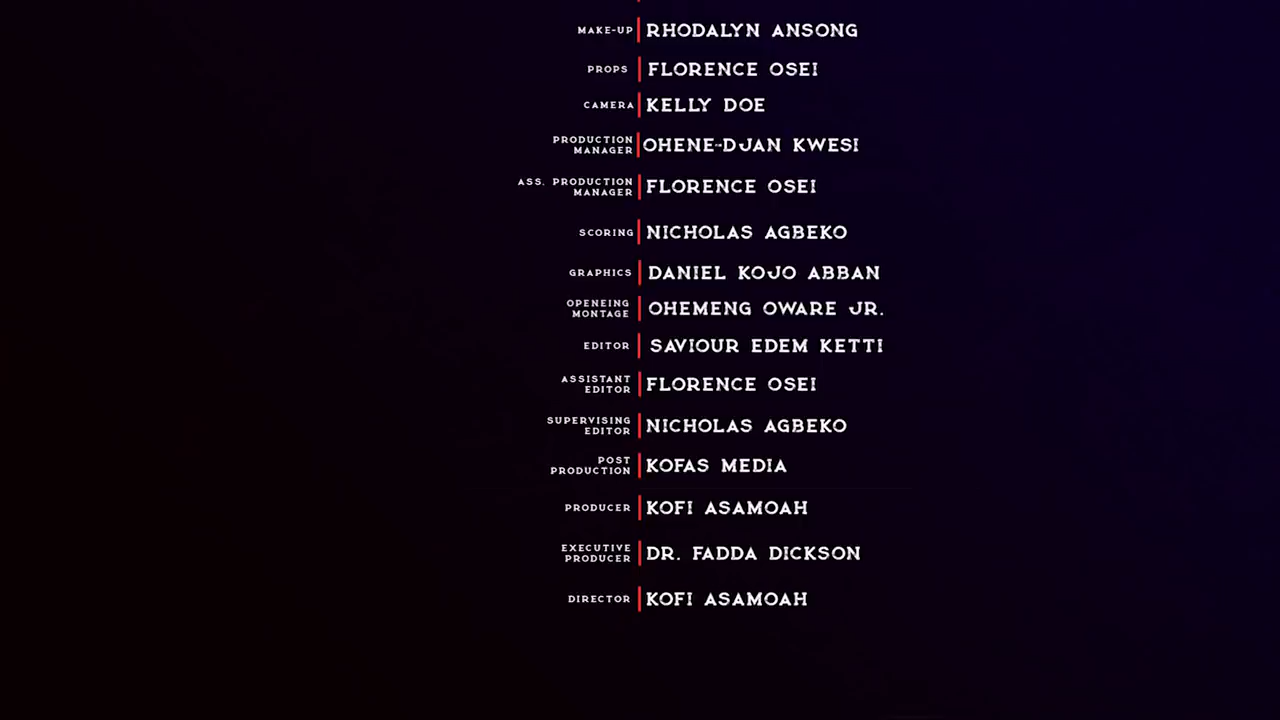 MAKE-UP RHODALYN ANSONG
PROPS FLORENCE OSEI
CAMERA KELLY DOE
PRODUCTION MANAGER OHENE-DJAN KWESI
ASS. PRODUCTION MANAGER FLORENCE OSEI
SCORING NICHOLAS AGBEKO
GRAPHICS DANIEL KOJO ABBAN
OPENEING MONTAGE OHEMENG OWARE JR.
EDITOR SAVIOUR EDEM KETTI
ASSISTANT EDITOR FLORENCE OSEI
SUPERVISING EDITOR NICHOLAS AGBEKO
POST PRODUCTION KOFAS MEDIA
PRODUCER KOFI ASAMOAH
EXECUTIVE PRODUCER DR. FADDA DICKSON
DIRECTOR KOFI ASAMOAH